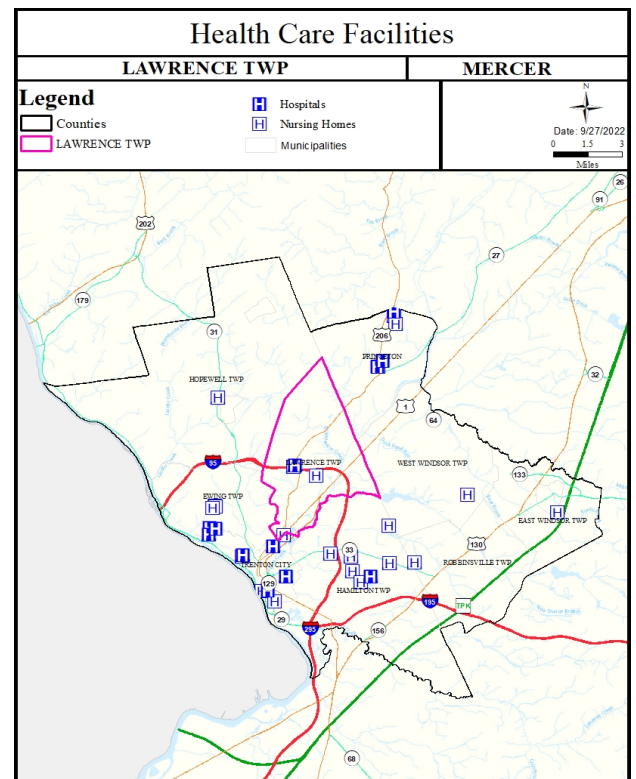 Health Care Facilities
LAWRENCE TWP
MERCER
Legend
Counties
LAWRENCE TWP
H Hospitals
H Nursing Homes
Municipalities
N
Date: 9/27/2022
0 1.5 3
Miles
26
91
202
27
179
31
206
PRINCETON
32
HOPEWELL TWP
1
64
95
LAWRENCE TWP
WEST WINDSOR TWP
133
EWING TWP
EAST WINDSOR TWP
130
33
TRENTON CITY
ROBBINSVILLE TWP
129
HAMILTON TWP
195
TPK
29
295
156
68